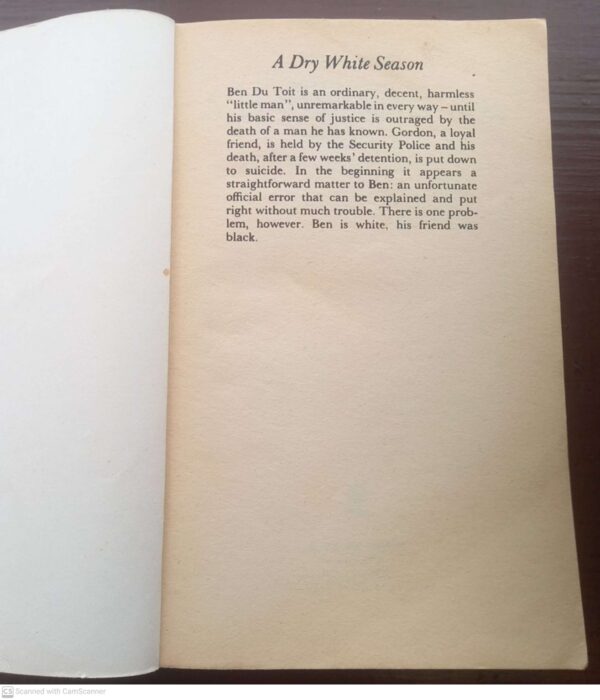 A Dry White Season
Ben Du Toit is an ordinary, decent, harmless
“little man”, unremarkable in every way – until
his basic sense of justice is outraged by the
death of a man he has known. Gordon, a loyal
friend, is held by the Security Police and his
death, after a few weeks’ detention, is put down
to suicide. In the beginning it appears a
straightforward matter to Ben: an unfortunate
official error that can be explained and put
right without much trouble. There is one prob-
lem, however. Ben is white, his friend was
black.
CS Scanned with CamScanner